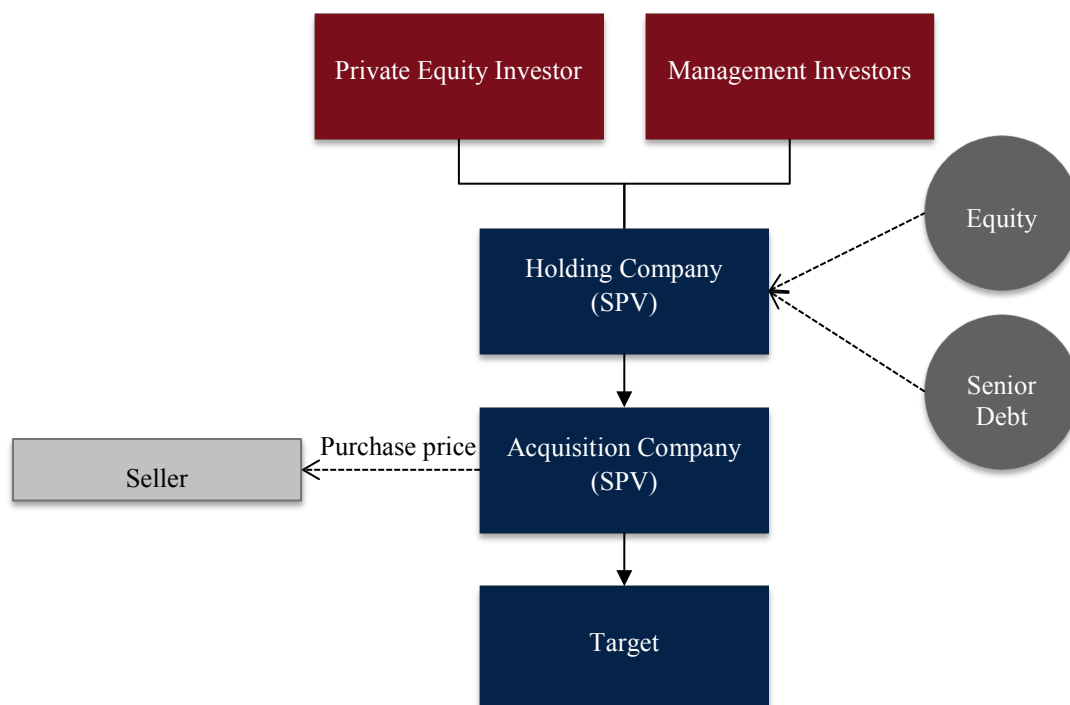 Private Equity Investor
Management Investors
Equity
Holding Company
(SPV)
Senior
Debt
Purchase price
Acquisition Company
(SPV)
Seller
Target